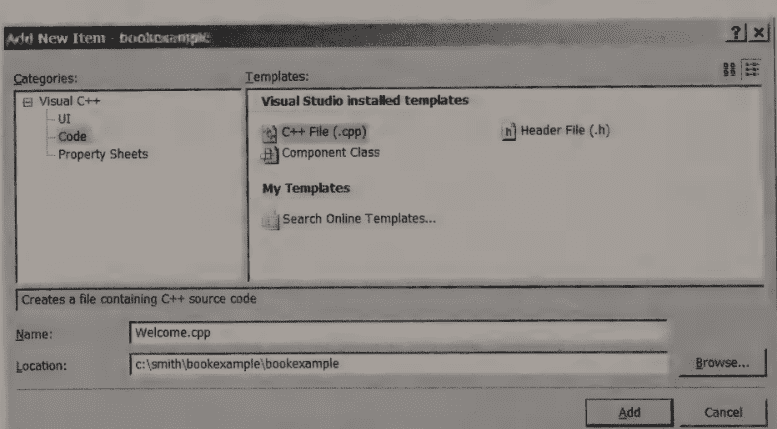 Add New Item - bookexample
? ×
Categories:
Templates:
Visual C++
UI
Code
Property Sheets
Visual Studio installed templates
C++ File (.cpp)
Header File (.h)
Component Class
My Templates
Search Online Templates...
Creates a file containing C++ source code
Name:
Welcome.cpp
Location:
c:\smith\bookexample\bookexample
Browse...
Add
Cancel